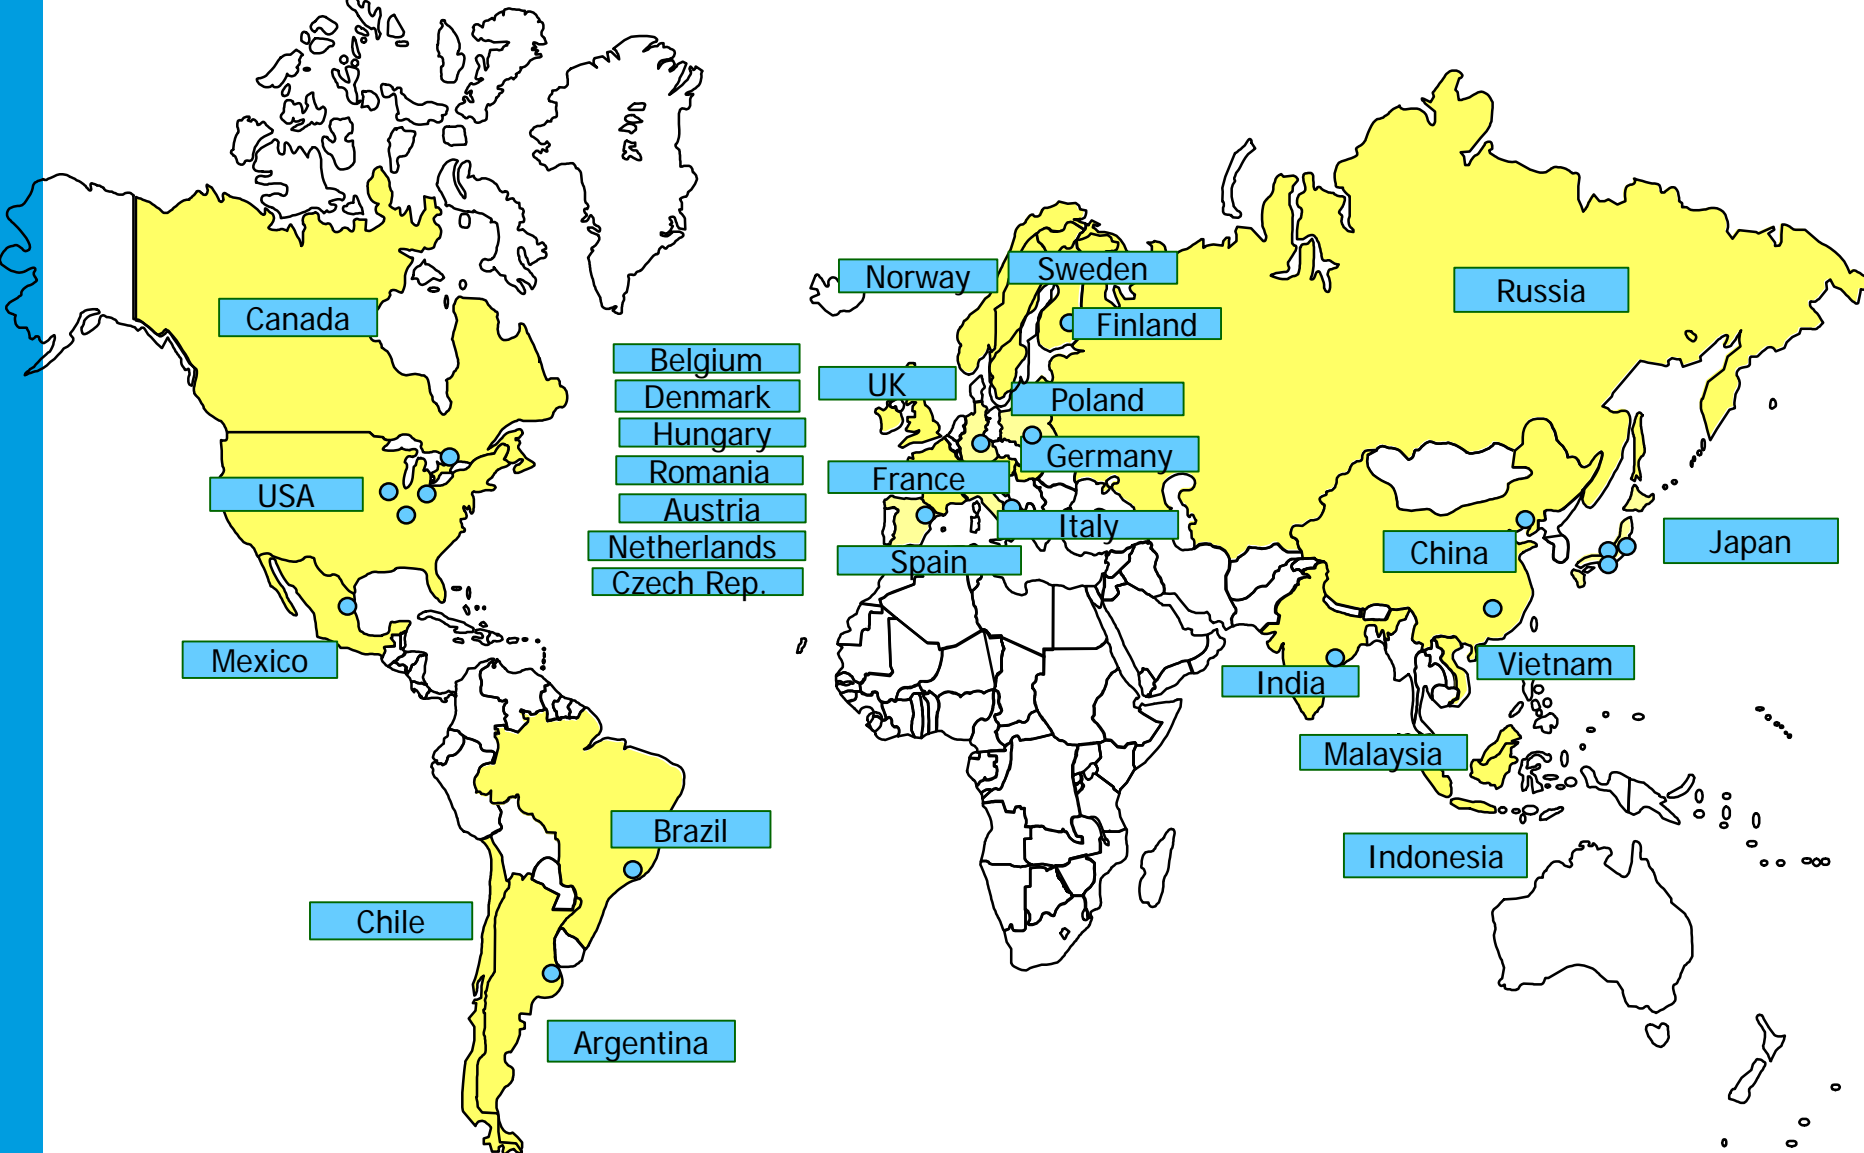 Norway
Sweden
Russia
Canada
Finland
Belgium
UK
Denmark
Poland
Hungary
Germany
Romania
France
USA
Austria
Italy
Japan
Netherlands
China
Spain
Czech Rep.
Mexico
Vietnam
India
Malaysia
Brazil
Indonesia
Chile
Argentina